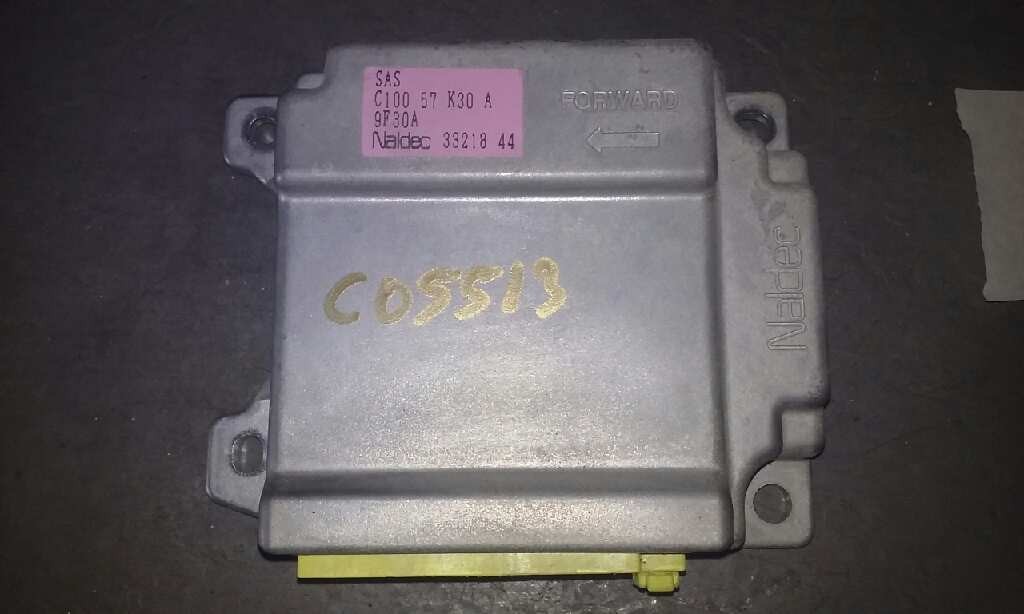 SAS
C100 57 K30 A
9F30A
Naldec 33218 44
FORWARD
Naldec
C05513